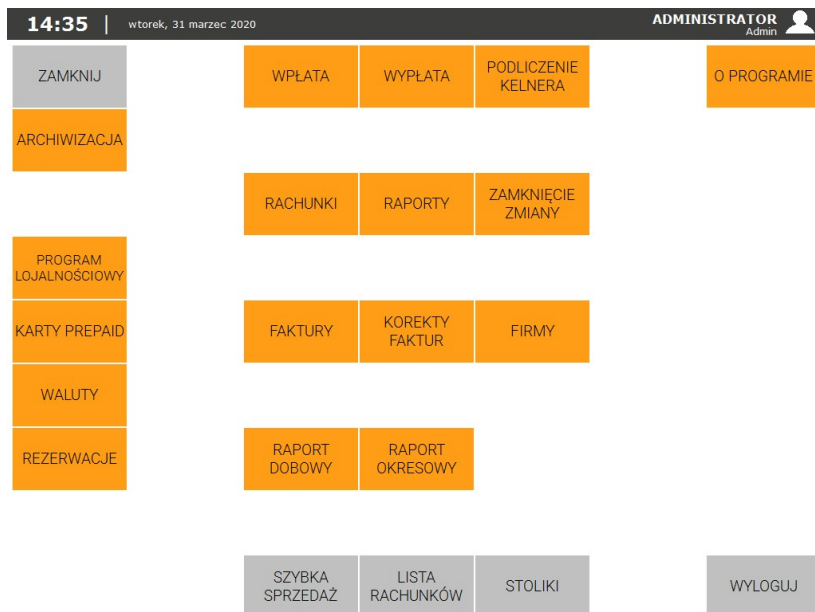 14:35 | wtorek, 31 marzec 2020
ADMINISTRATOR
Admin
ZAMKNIJ
WPŁATA
WYPŁATA
PODLICZENIE
KELNERA
O PROGRAMIE
ARCHIWIZACJA
RACHUNKI
RAPORTY
ZAMKNIĘCIE
ZMIANY
PROGRAM
LOJALNOŚCIOWY
KARTY PREPAID
FAKTURY
KOREKTY
FAKTUR
FIRMY
WALUTY
REZERWACJE
RAPORT
DOBOWY
RAPORT
OKRESOWY
SZYBKA
SPRZEDAŻ
LISTA
RACHUNKÓW
STOLIKI
WYLOGUJ